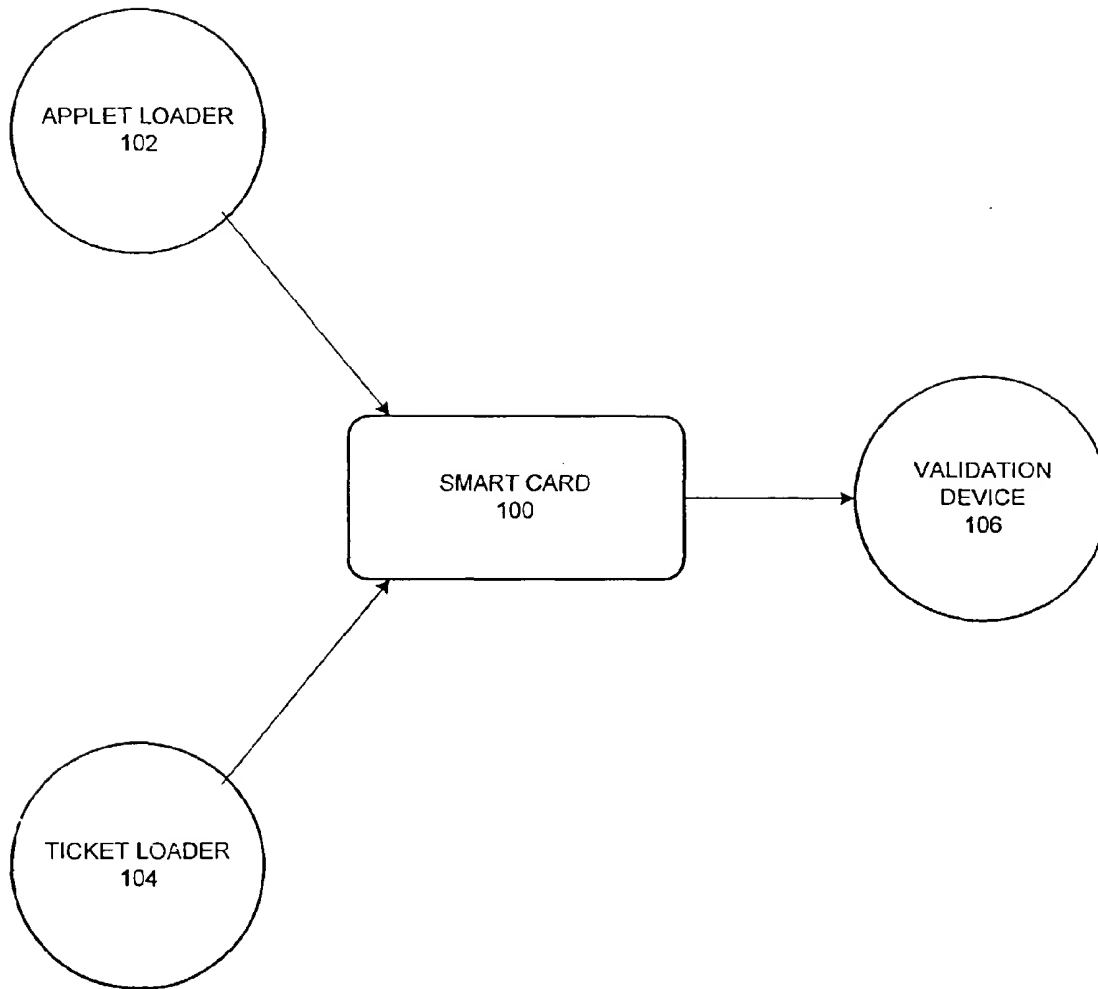 APPLET LOADER
102
SMART CARD
100
VALIDATION
DEVICE
106
TICKET LOADER
104